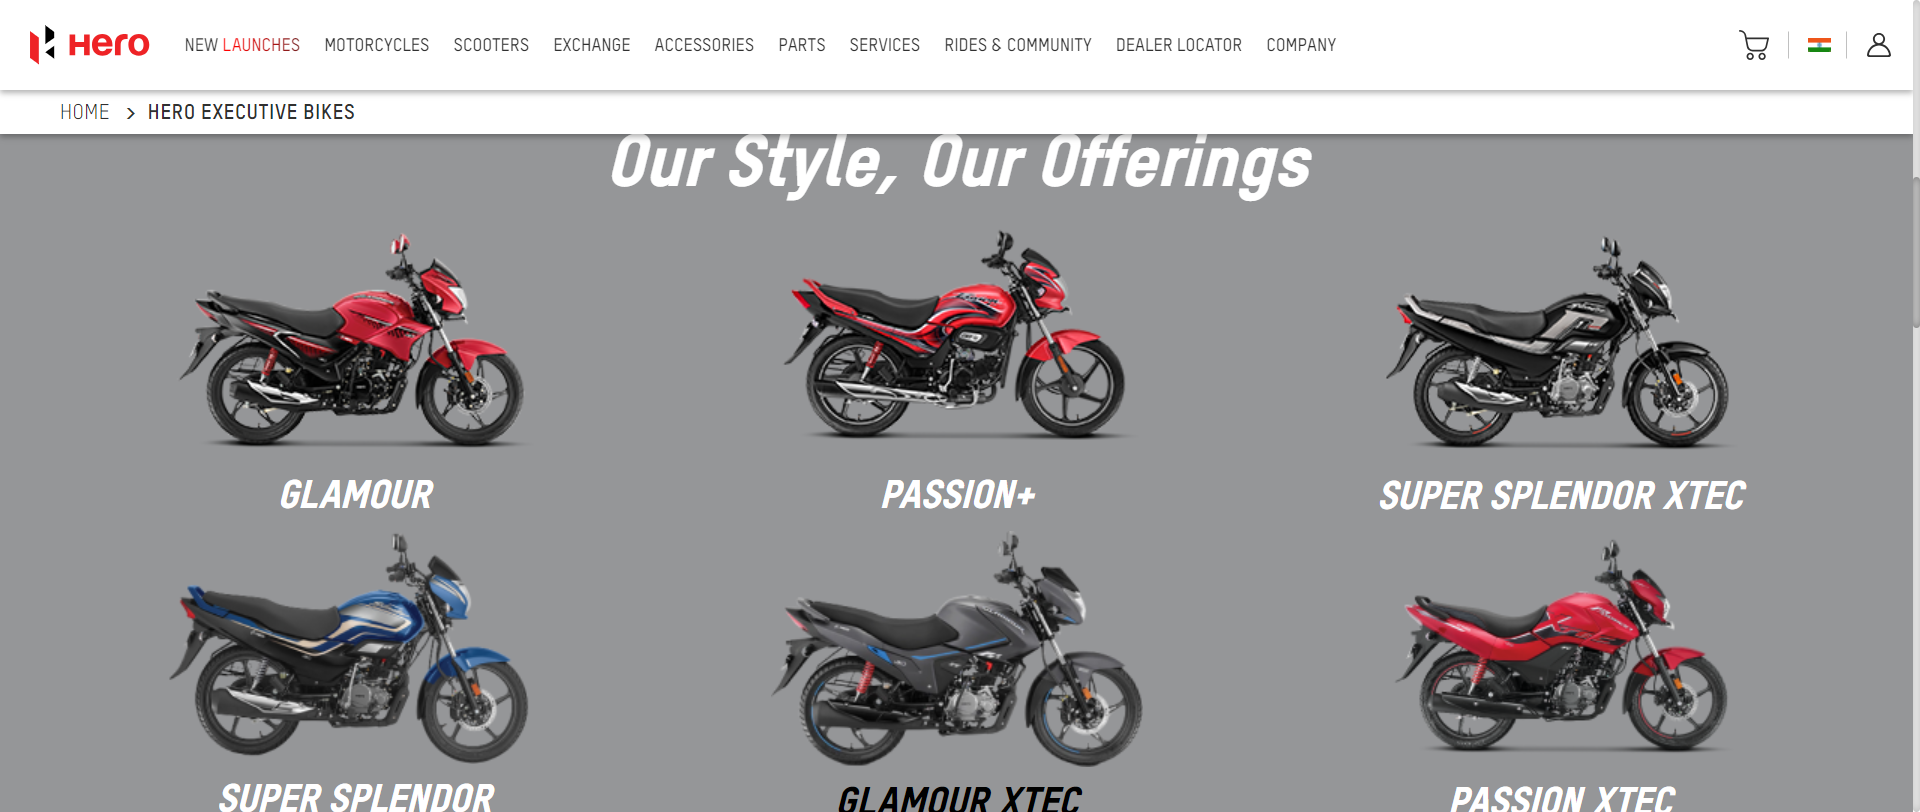 Hero
NEW LAUNCHES MOTORCYCLES SCOOTERS EXCHANGE ACCESSORIES PARTS SERVICES RIDES & COMMUNITY DEALER LOCATOR COMPANY
HOME > HERO EXECUTIVE BIKES
Our Style, Our Offerings
GLAMOUR
PASSION+
SUPER SPLENDOR XTEC
SUPER SPLENDOR
GLAMOUR XTEC
PASSION XTEC